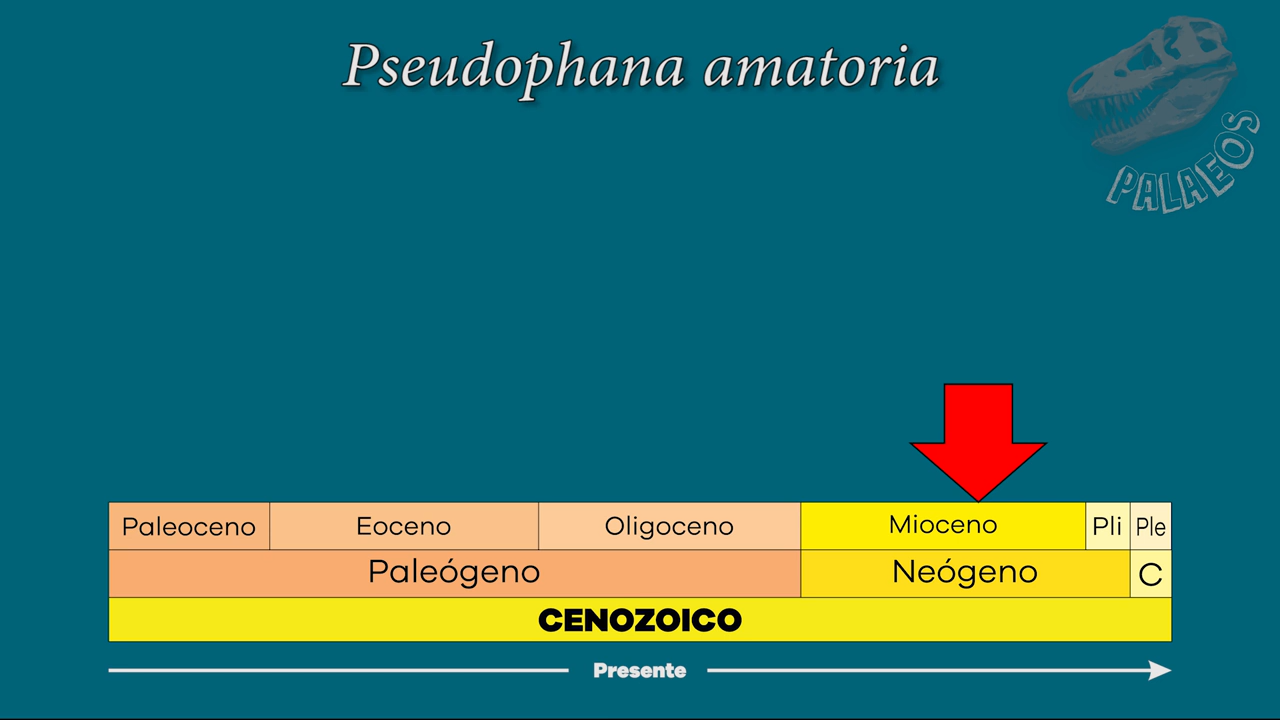 Pseudophana amatoria
PALAEOS
Paleoceno Eoceno Oligoceno Mioceno Pli Ple
Paleógeno Neógeno C
CENOZOICO
Presente